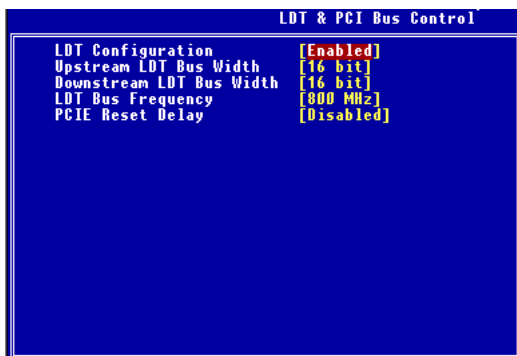 LDT & PCI Bus Control
LDT Configuration [Enabled]
Upstream LDT Bus Width [16 bit]
Downstream LDT Bus Width [16 bit]
LDT Bus Frequency [800 MHz]
PCIE Reset Delay [Disabled]